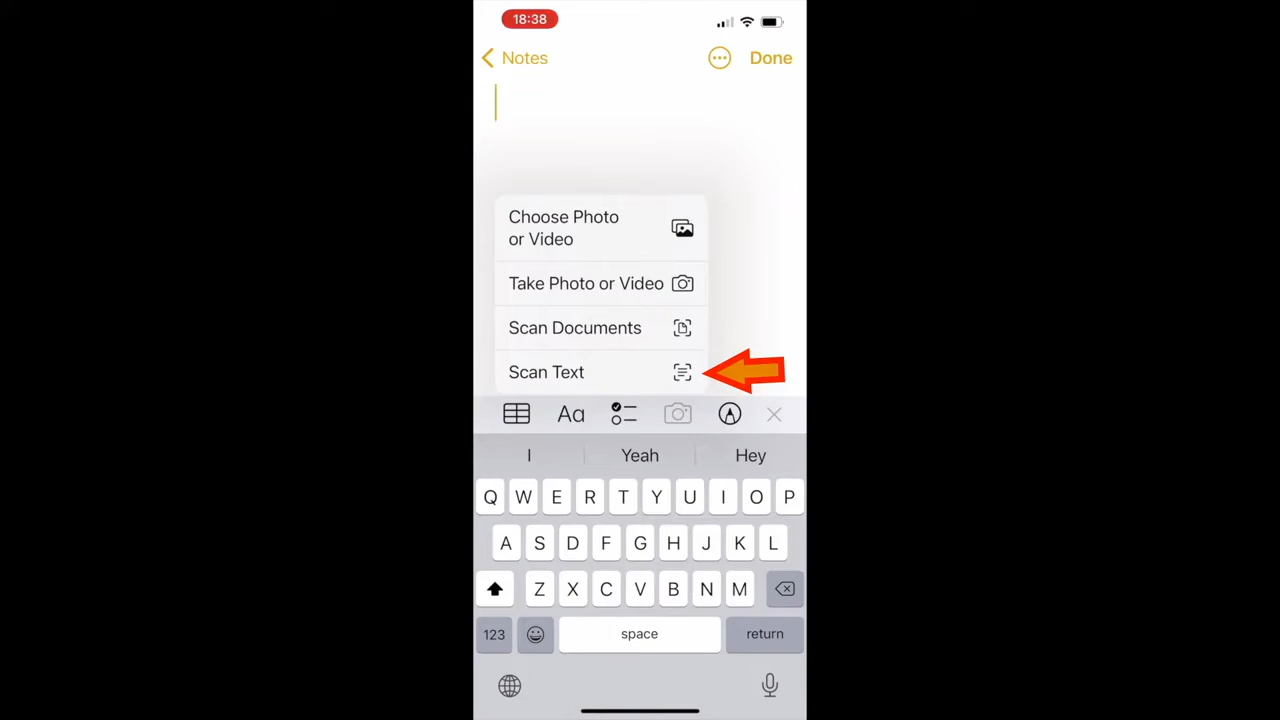 18:38
Notes
Done
Choose Photo
or Video
Take Photo or Video
Scan Documents
Scan Text
Aa
I Yeah Hey
Q W E R T Y U I O P
A S D F G H J K L
Z X C V B N M
123 space return